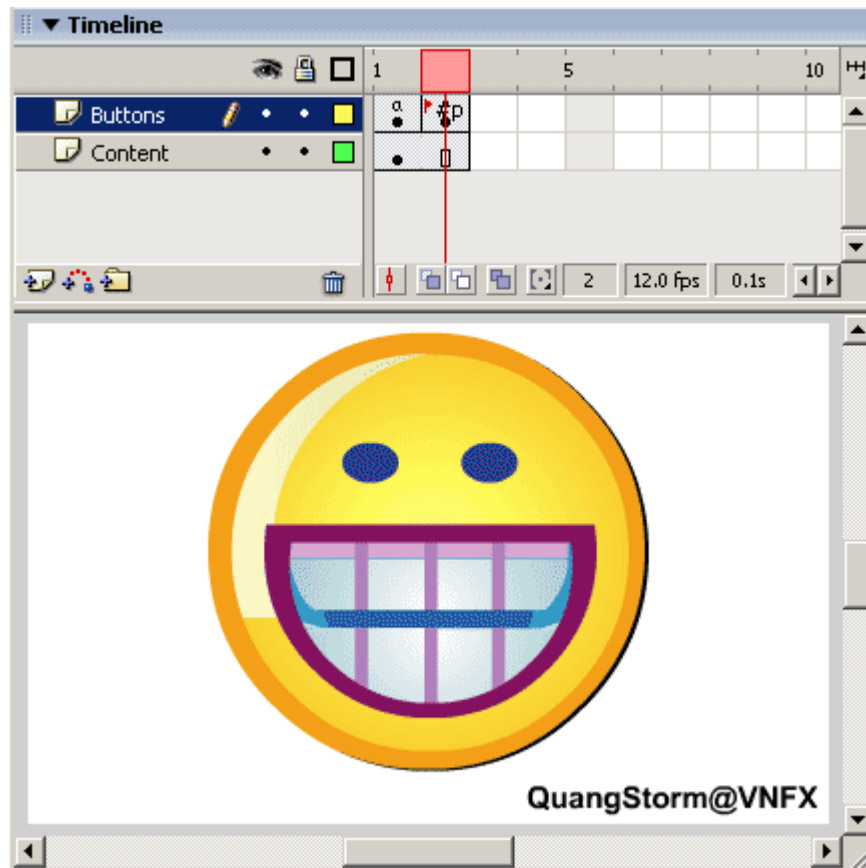 Timeline
1 5 10
Buttons a #p
Content
2 12.0 fps 0.1s
QuangStorm@VNFX